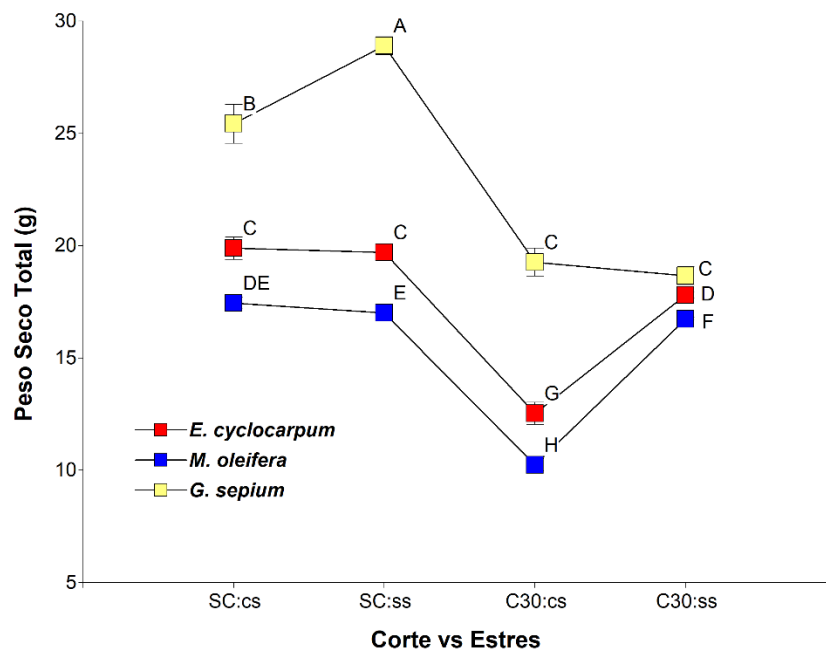 30
25
20
15
10
5
Peso Seco Total (g)
B
A
C
C
C
C
DE
E
D
F
G
H
E. cyclocarpum
M. oleifera
G. sepium
SC:cs SC:ss C30:cs C30:ss
Corte vs Estres